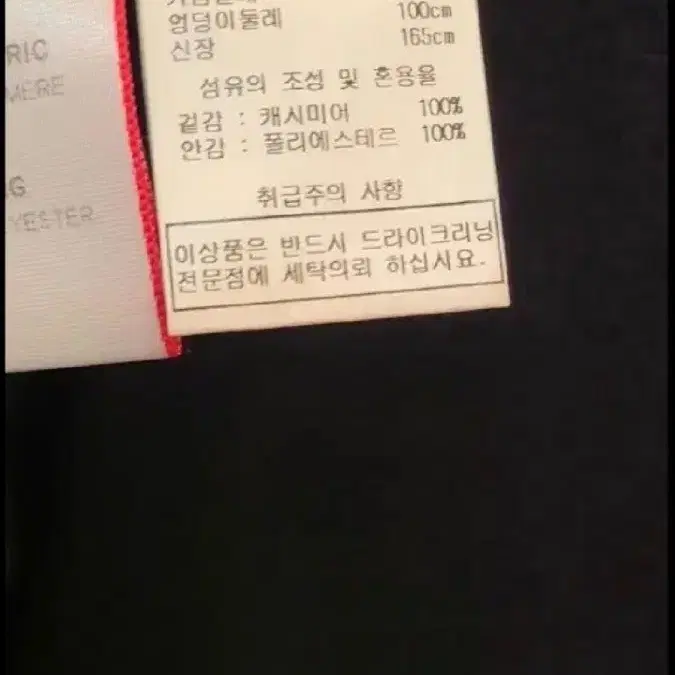 엉덩이둘레 100cm
신장 165cm
섬유의 조성 및 혼용율
겉감 : 캐시미어 100%
안감 : 폴리에스테르 100%
취급주의 사항
이상품은 반드시 드라이크리닝
전문점에 세탁의뢰 하십시요.
RIC
MERE
G
YESTER